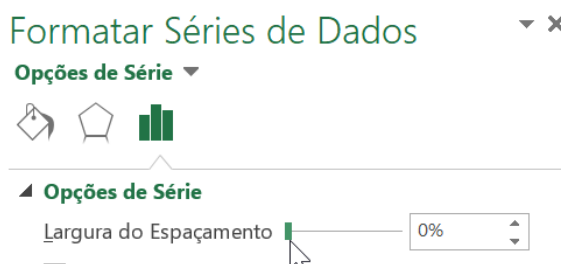 Formatar Séries de Dados
Opções de Série
Opções de Série
Largura do Espaçamento 0%